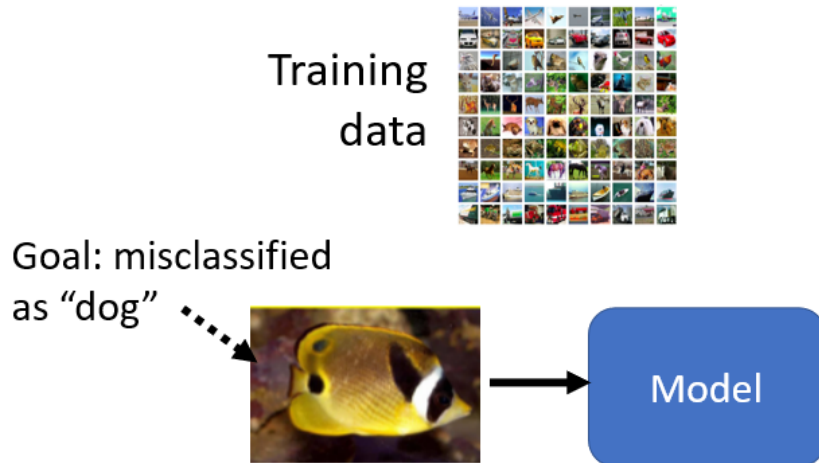 Training
data
Goal: misclassified
as “dog”
Model